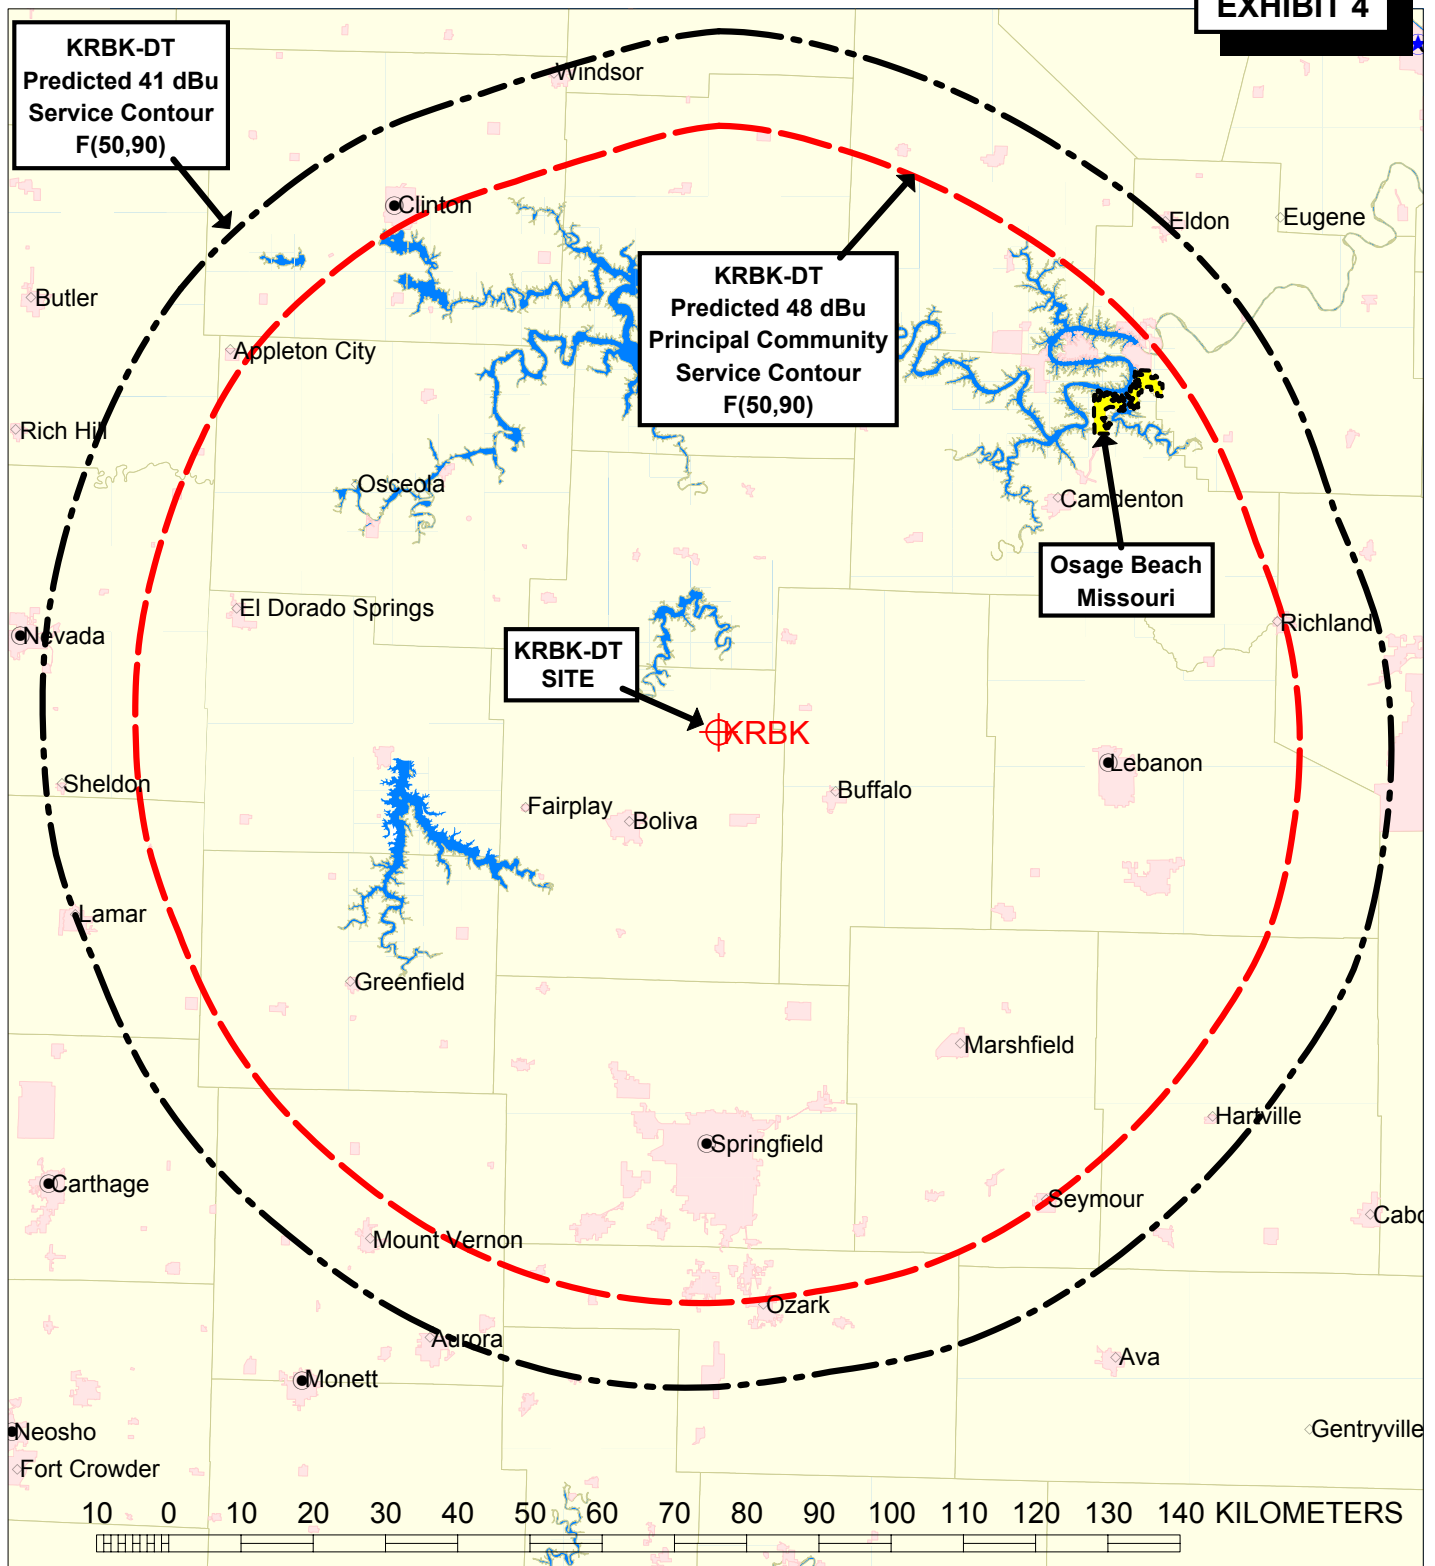 EXHIBIT 4
KRBK-DT
Predicted 41 dBu
Service Contour
F(50,90)
Windsor
Clinton
Eldon
Eugene
KRBK-DT
Predicted 48 dBu
Principal Community
Service Contour
F(50,90)
Butler
Appleton City
Rich Hill
Osceola
Camdenton
Osage Beach
Missouri
El Dorado Springs
Richland
Nevada
KRBK-DT
SITE
KRBK
Lebanon
Sheldon
Buffalo
Fairplay
Boliva
Lamar
Greenfield
Marshfield
Hartville
Springfield
Carthage
Seymour
Cabo
Mount Vernon
Ozark
Aurora
Ava
Monett
Neosho
Gentryville
Fort Crowder
10 0 10 20 30 40 50 60 70 80 90 100 110 120 130 140 KILOMETERS